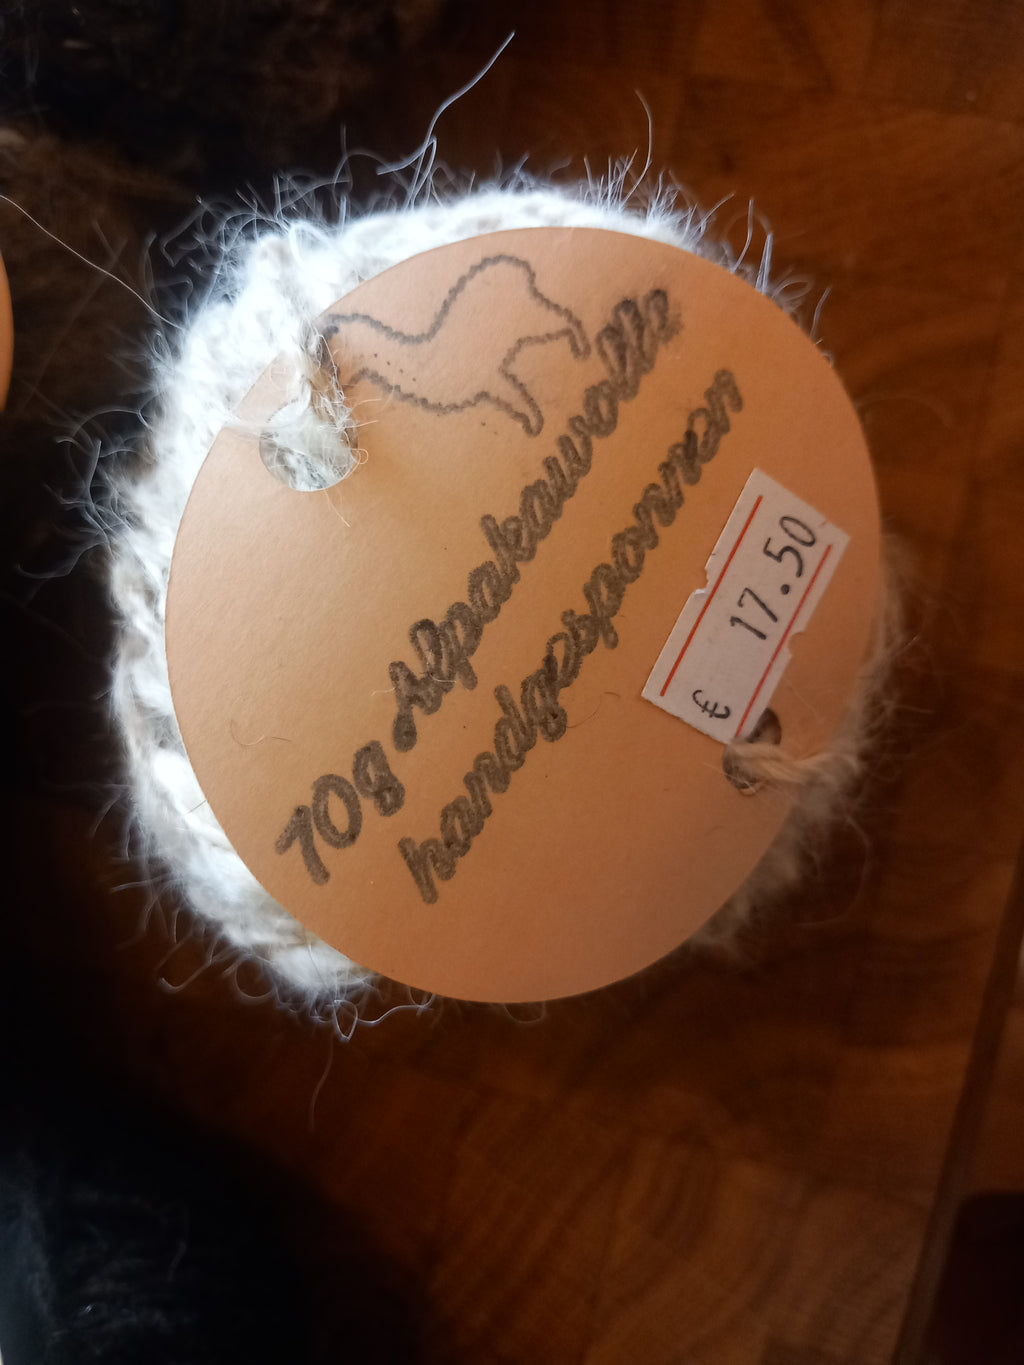 70g Alpakawolle
handgesponnen
€ 17.50